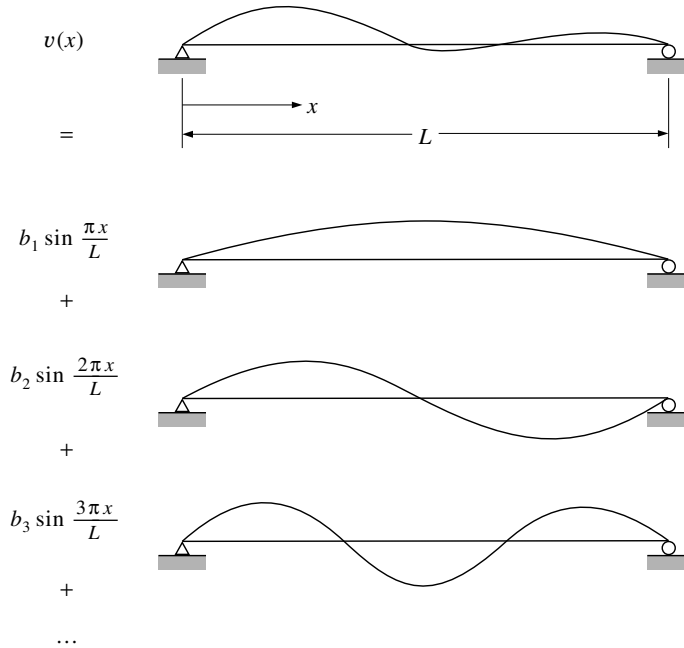 v(x)
x
=
L
b₁ sin πx/L
+
b₂ sin 2πx/L
+
b₃ sin 3πx/L
+
...